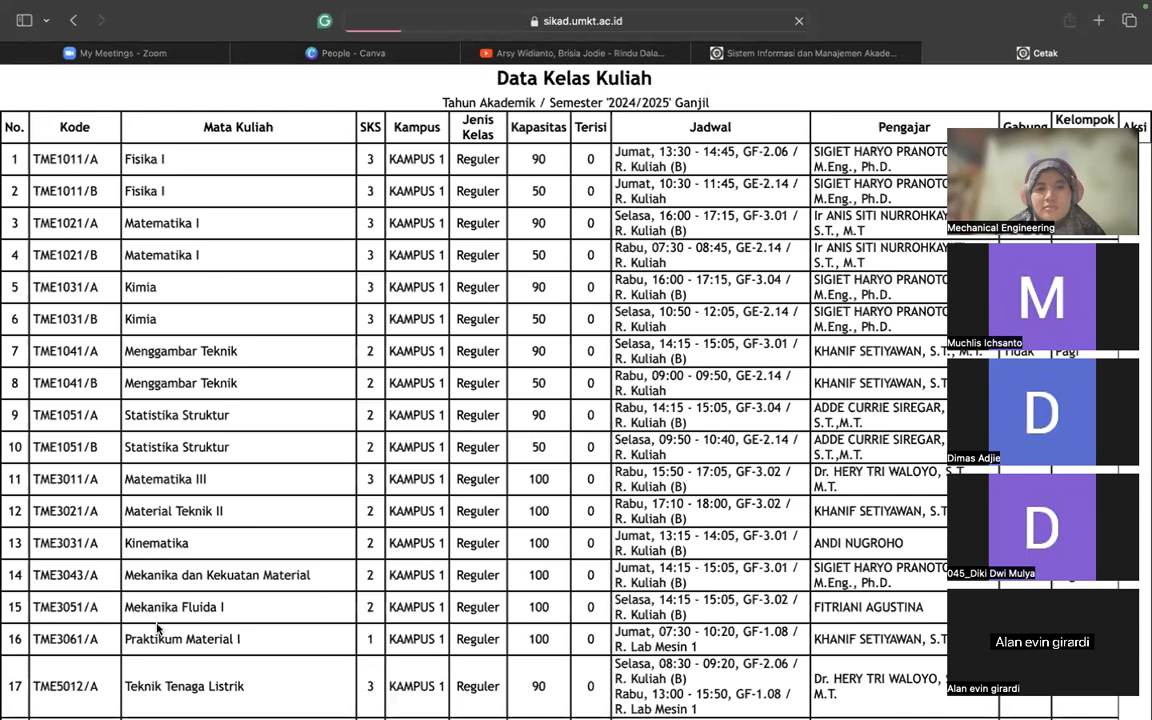 sikad.umkt.ac.id
My Meetings - Zoom
People - Canva
Arsy Widianto, Brisia Jodie - Rindu Dala...
Sistem Informasi dan Manajemen Akade...
Cetak
Data Kelas Kuliah
Tahun Akademik / Semester '2024/2025' Ganjil
No. Kode Mata Kuliah SKS Kampus Jenis Kelas Kapasitas Terisi Jadwal Pengajar Gabung Kelompok Aksi
1 TME1011/A Fisika I 3 KAMPUS 1 Reguler 90 0 Jumat, 13:30 - 14:45, GF-2.06 / SIGIET HARYO PRANOTO
R. Kuliah (B) M.Eng., Ph.D.
2 TME1011/B Fisika I 3 KAMPUS 1 Reguler 50 0 Jumat, 10:30 - 11:45, GE-2.14 / SIGIET HARYO PRANOTO
R. Kuliah M.Eng., Ph.D.
3 TME1021/A Matematika I 3 KAMPUS 1 Reguler 90 0 Selasa, 16:00 - 17:15, GF-3.01 / Ir ANIS SITI NURROHKAY
R. Kuliah (B) S.T., M.T
4 TME1021/B Matematika I 3 KAMPUS 1 Reguler 50 0 Rabu, 07:30 - 08:45, GE-2.14 / Ir ANIS SITI NURROHKAY
R. Kuliah S.T., M.T
5 TME1031/A Kimia 3 KAMPUS 1 Reguler 90 0 Rabu, 16:00 - 17:15, GF-3.04 / SIGIET HARYO PRANOTO
R. Kuliah (B) M.Eng., Ph.D.
6 TME1031/B Kimia 3 KAMPUS 1 Reguler 50 0 Selasa, 10:50 - 12:05, GE-2.14 / SIGIET HARYO PRANOTO
R. Kuliah M.Eng., Ph.D.
7 TME1041/A Menggambar Teknik 2 KAMPUS 1 Reguler 90 0 Selasa, 14:15 - 15:05, GF-3.01 / KHANIF SETIYAWAN, S.T., M.T. Tidak Pagi
R. Kuliah (B)
8 TME1041/B Menggambar Teknik 2 KAMPUS 1 Reguler 50 0 Rabu, 09:00 - 09:50, GE-2.14 / KHANIF SETIYAWAN, S.T
R. Kuliah
9 TME1051/A Statistika Struktur 2 KAMPUS 1 Reguler 90 0 Rabu, 14:15 - 15:05, GF-3.04 / ADDE CURRIE SIREGAR,
R. Kuliah (B) S.T.,M.T.
10 TME1051/B Statistika Struktur 2 KAMPUS 1 Reguler 50 0 Selasa, 09:50 - 10:40, GE-2.14 / ADDE CURRIE SIREGAR,
R. Kuliah S.T.,M.T.
11 TME3011/A Matematika III 3 KAMPUS 1 Reguler 100 0 Rabu, 15:50 - 17:05, GF-3.02 / Dr. HERY TRI WALOYO, S.T.
R. Kuliah (B) M.T.
12 TME3021/A Material Teknik II 2 KAMPUS 1 Reguler 100 0 Rabu, 17:10 - 18:00, GF-3.02 / KHANIF SETIYAWAN, S.T
R. Kuliah (B)
13 TME3031/A Kinematika 2 KAMPUS 1 Reguler 100 0 Jumat, 13:15 - 14:05, GF-3.01 / ANDI NUGROHO
R. Kuliah (B)
14 TME3043/A Mekanika dan Kekuatan Material 2 KAMPUS 1 Reguler 100 0 Jumat, 14:15 - 15:05, GF-3.01 / SIGIET HARYO PRANOTO
R. Kuliah (B) M.Eng., Ph.D.
15 TME3051/A Mekanika Fluida I 2 KAMPUS 1 Reguler 100 0 Selasa, 14:15 - 15:05, GF-3.02 / FITRIANI AGUSTINA
R. Kuliah (B)
16 TME3061/A Praktikum Material I 1 KAMPUS 1 Reguler 100 0 Jumat, 07:30 - 10:20, GF-1.08 / KHANIF SETIYAWAN, S.T
R. Lab Mesin 1
17 TME5012/A Teknik Tenaga Listrik 3 KAMPUS 1 Reguler 90 0 Selasa, 08:30 - 09:20, GF-2.06 / Dr. HERY TRI WALOYO,
R. Kuliah (B) M.T.
Rabu, 13:00 - 15:50, GF-1.08 /
R. Lab Mesin 1
Mechanical Engineering
M
Muchlis Ichsanto
D
Dimas Adjie
D
045_Diki Dwi Mulya
Alan evin girardi
Alan evin girardi